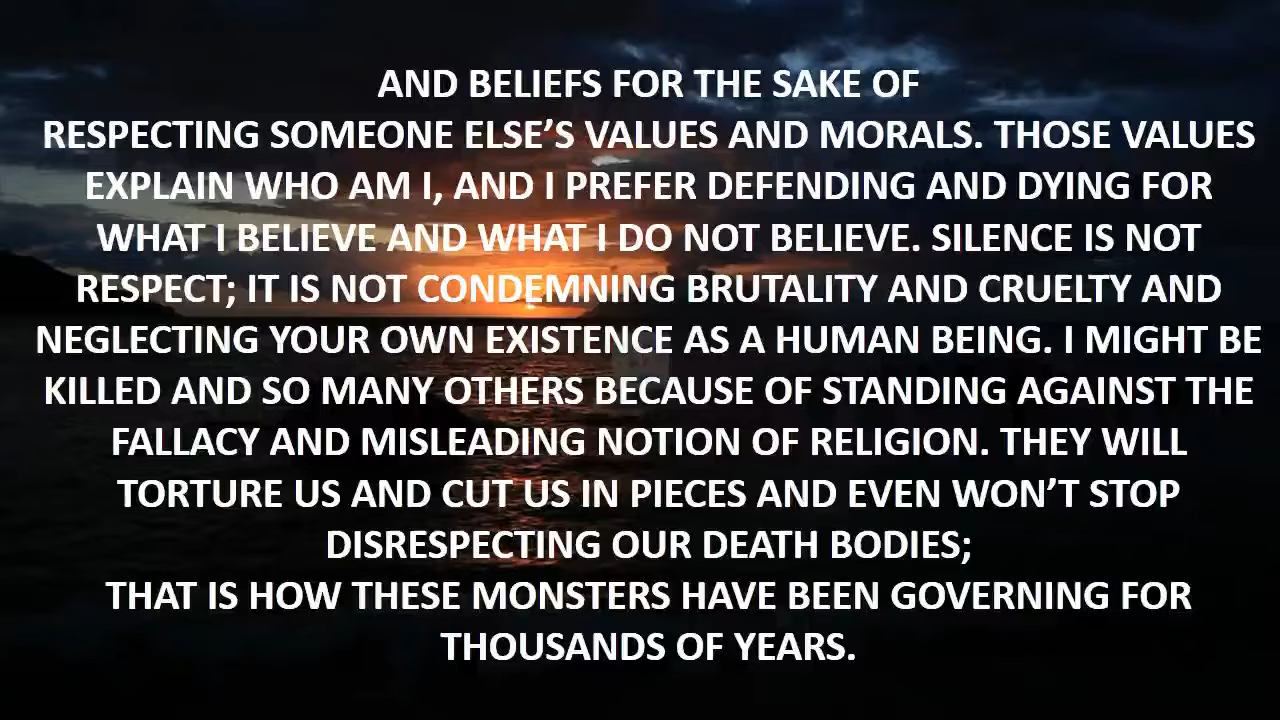 AND BELIEFS FOR THE SAKE OF
RESPECTING SOMEONE ELSE’S VALUES AND MORALS. THOSE VALUES
EXPLAIN WHO AM I, AND I PREFER DEFENDING AND DYING FOR
WHAT I BELIEVE AND WHAT I DO NOT BELIEVE. SILENCE IS NOT
RESPECT; IT IS NOT CONDEMNING BRUTALITY AND CRUELTY AND
NEGLECTING YOUR OWN EXISTENCE AS A HUMAN BEING. I MIGHT BE
KILLED AND SO MANY OTHERS BECAUSE OF STANDING AGAINST THE
FALLACY AND MISLEADING NOTION OF RELIGION. THEY WILL
TORTURE US AND CUT US IN PIECES AND EVEN WON’T STOP
DISRESPECTING OUR DEATH BODIES;
THAT IS HOW THESE MONSTERS HAVE BEEN GOVERNING FOR
THOUSANDS OF YEARS.